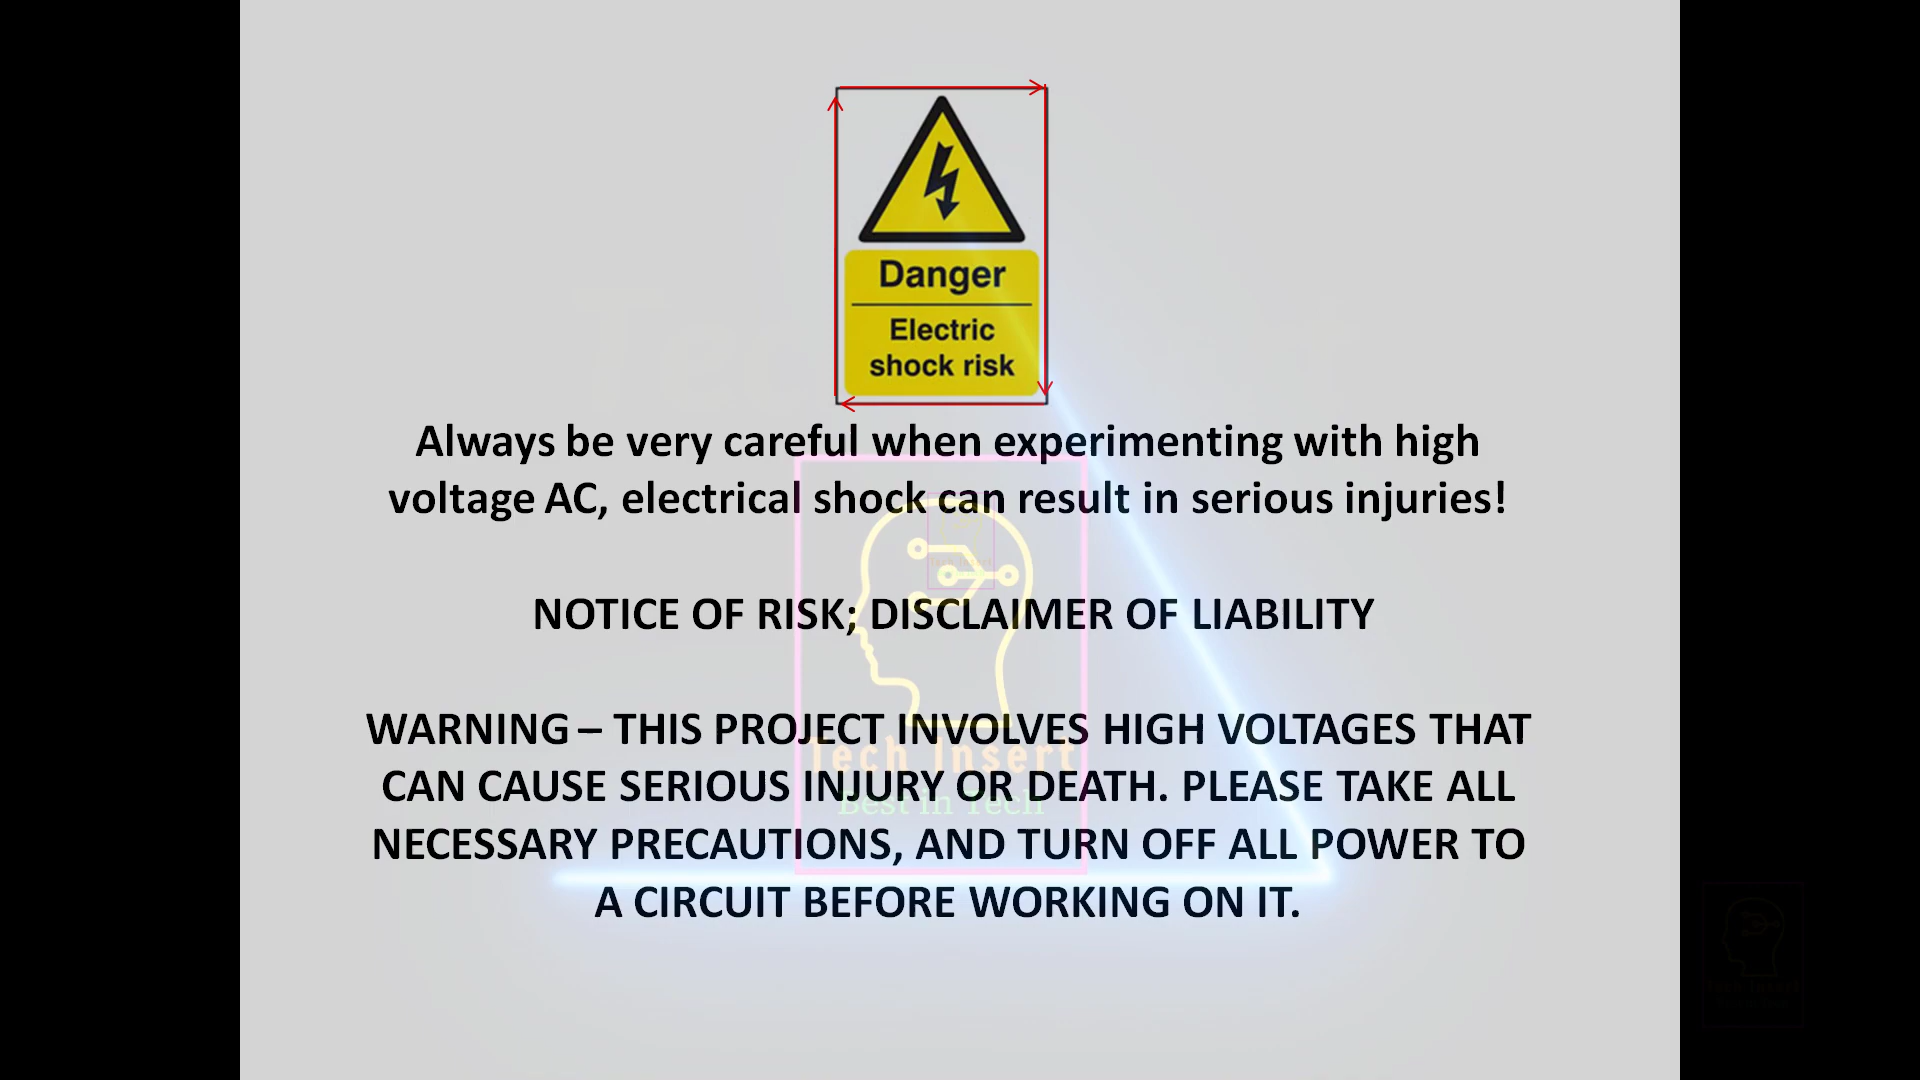 Danger
Electric
shock risk
Always be very careful when experimenting with high
voltage AC, electrical shock can result in serious injuries!
NOTICE OF RISK; DISCLAIMER OF LIABILITY
WARNING – THIS PROJECT INVOLVES HIGH VOLTAGES THAT
Tech Insert
CAN CAUSE SERIOUS INJURY OR DEATH. PLEASE TAKE ALL
Best in Tech
NECESSARY PRECAUTIONS, AND TURN OFF ALL POWER TO
A CIRCUIT BEFORE WORKING ON IT.